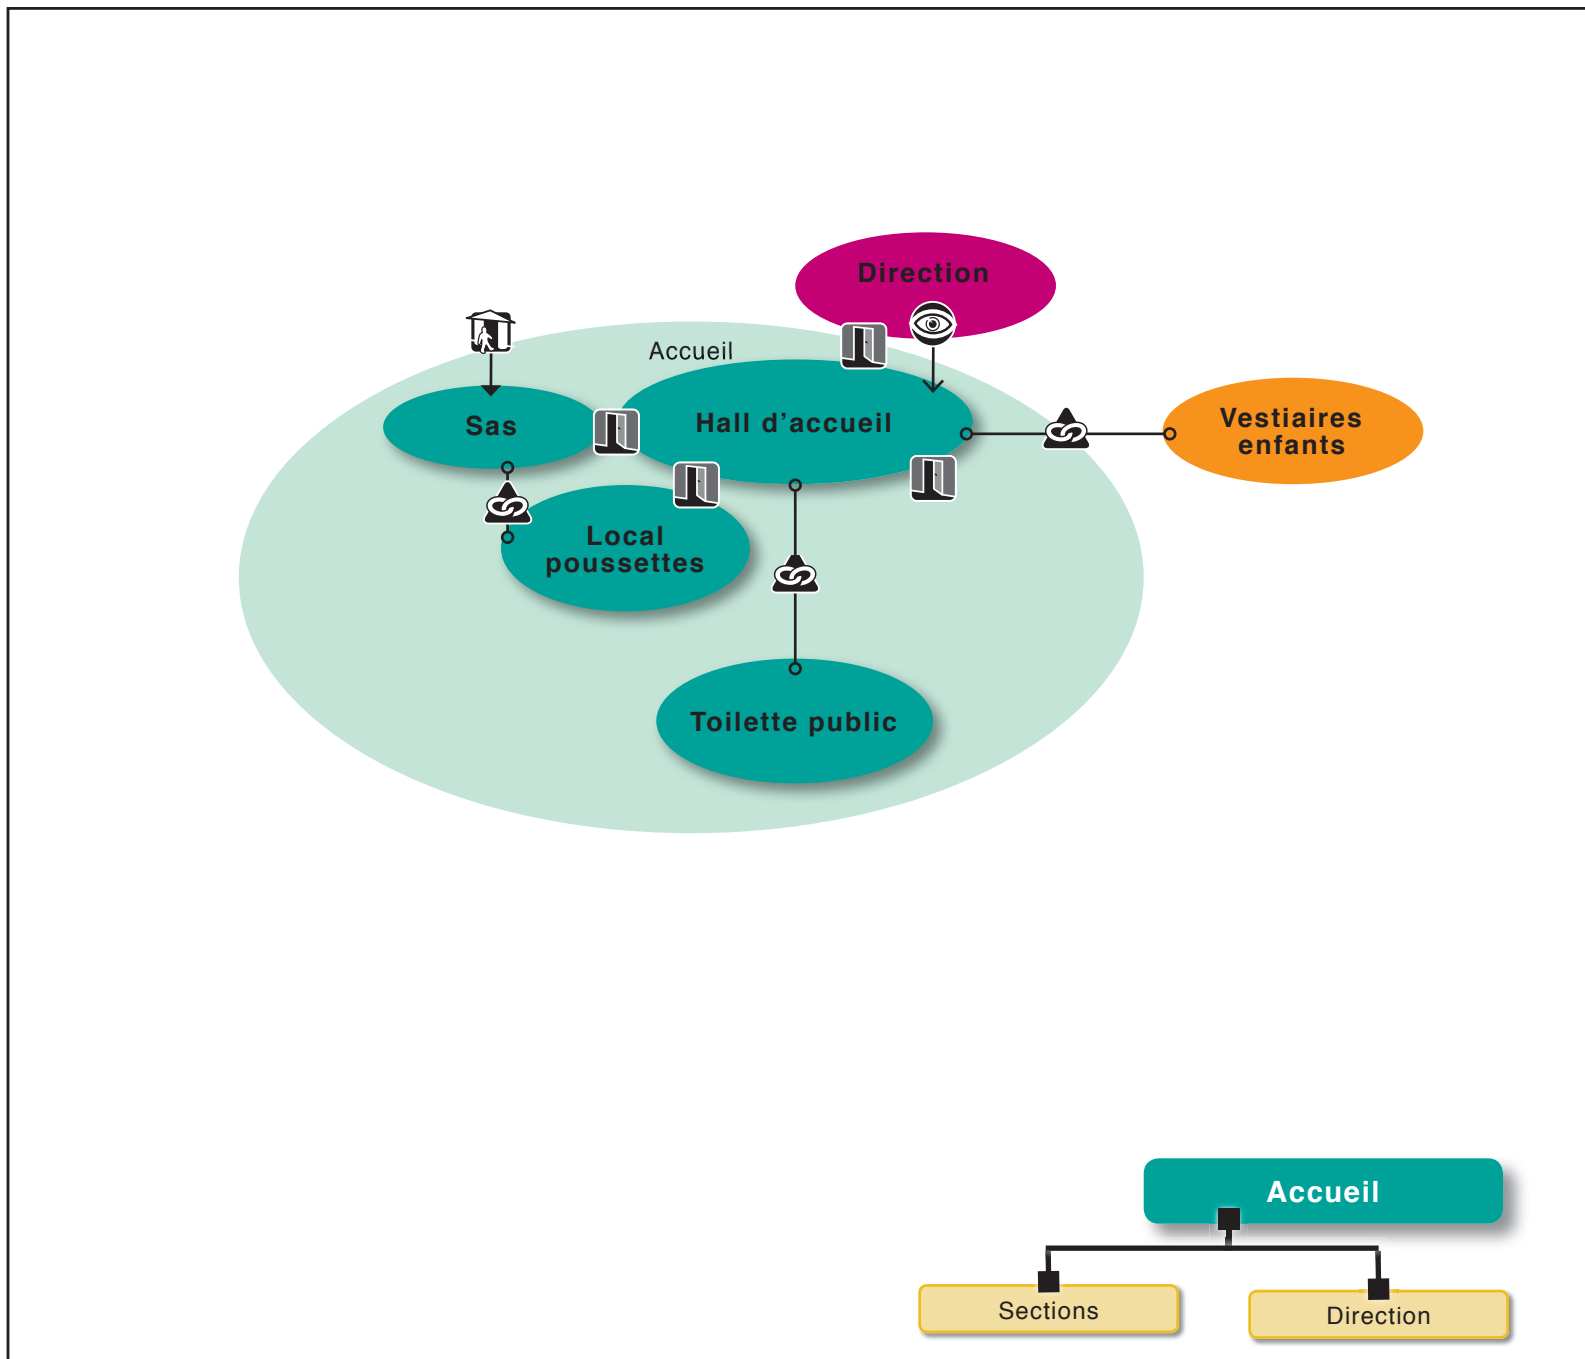 Direction
Accueil
Sas
Hall d’accueil
Vestiaires
enfants
Local
poussettes
Toilette public
Accueil
Sections
Direction